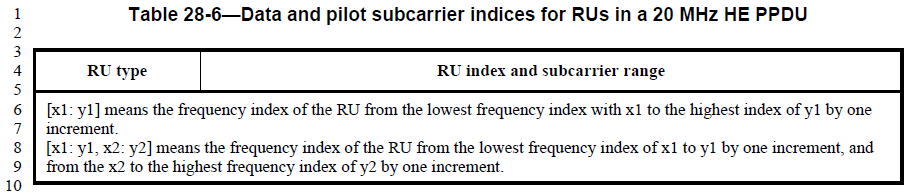 1 Table 28-6—Data and pilot subcarrier indices for RUs in a 20 MHz HE PPDU
2
3
4 RU type RU index and subcarrier range
5
6 [x1: y1] means the frequency index of the RU from the lowest frequency index with x1 to the highest index of y1 by one
7 increment.
8 [x1: y1, x2: y2] means the frequency index of the RU from the lowest frequency index of x1 to y1 by one increment, and
9 from the x2 to the highest frequency index of y2 by one increment.
10